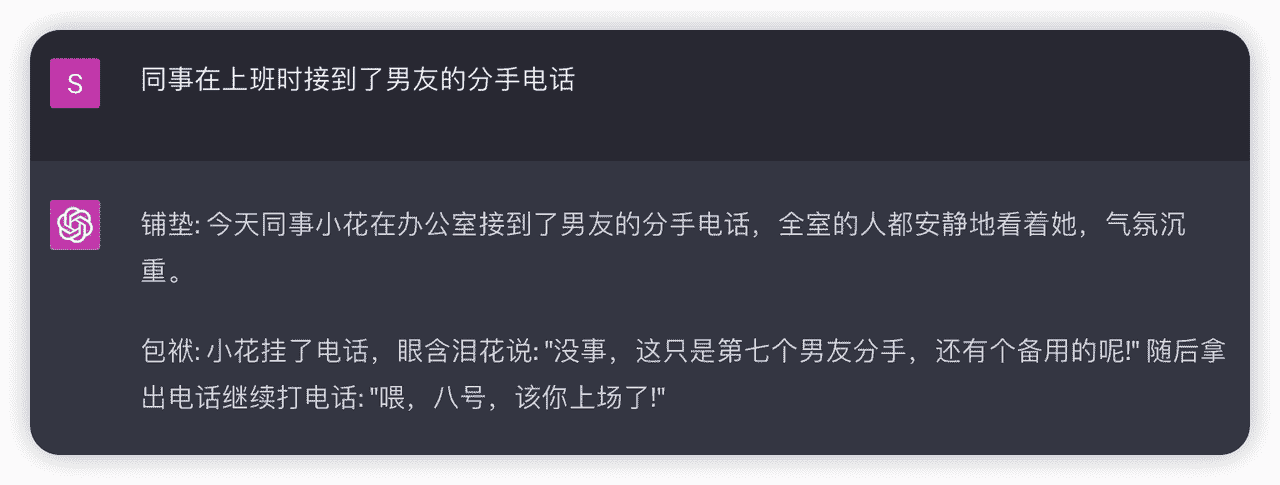 S
同事在上班时接到了男友的分手电话
铺垫: 今天同事小花在办公室接到了男友的分手电话，全室的人都安静地看着她，气氛沉
重。
包袱: 小花挂了电话，眼含泪花说: "没事，这只是第七个男友分手，还有个备用的呢!" 随后拿
出电话继续打电话: "喂，八号，该你上场了!"